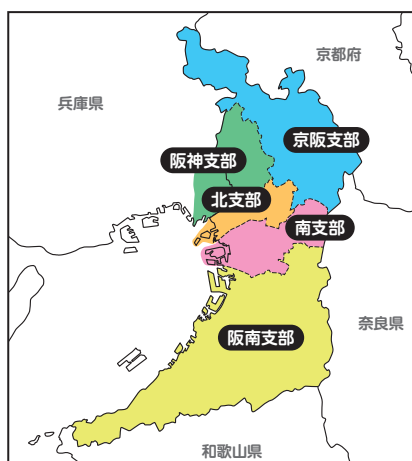 京都府
兵庫県
京阪支部
阪神支部
北支部
南支部
奈良県
阪南支部
和歌山県